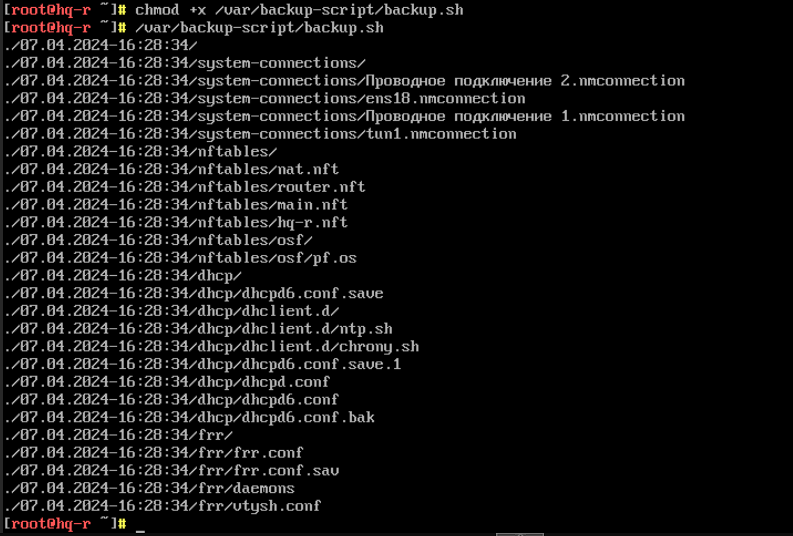 [root@hq-r ~]# chmod +x /var/backup-script/backup.sh
[root@hq-r ~]# /var/backup-script/backup.sh
./07.04.2024-16:28:34/
./07.04.2024-16:28:34/system-connections/
./07.04.2024-16:28:34/system-connections/Проводное подключение 2.nmconnection
./07.04.2024-16:28:34/system-connections/ens18.nmconnection
./07.04.2024-16:28:34/system-connections/Проводное подключение 1.nmconnection
./07.04.2024-16:28:34/system-connections/tun1.nmconnection
./07.04.2024-16:28:34/nftables/
./07.04.2024-16:28:34/nftables/nat.nft
./07.04.2024-16:28:34/nftables/router.nft
./07.04.2024-16:28:34/nftables/main.nft
./07.04.2024-16:28:34/nftables/hq-r.nft
./07.04.2024-16:28:34/nftables/osf/
./07.04.2024-16:28:34/nftables/osf/pf.os
./07.04.2024-16:28:34/dhcp/
./07.04.2024-16:28:34/dhcp/dhcpd6.conf.save
./07.04.2024-16:28:34/dhcp/dhclient.d/
./07.04.2024-16:28:34/dhcp/dhclient.d/ntp.sh
./07.04.2024-16:28:34/dhcp/dhclient.d/chrony.sh
./07.04.2024-16:28:34/dhcp/dhcpd6.conf.save.1
./07.04.2024-16:28:34/dhcp/dhcpd.conf
./07.04.2024-16:28:34/dhcp/dhcpd6.conf
./07.04.2024-16:28:34/dhcp/dhcpd6.conf.bak
./07.04.2024-16:28:34/frr/
./07.04.2024-16:28:34/frr/frr.conf
./07.04.2024-16:28:34/frr/frr.conf.sav
./07.04.2024-16:28:34/frr/daemons
./07.04.2024-16:28:34/frr/vtysh.conf
[root@hq-r ~]# _